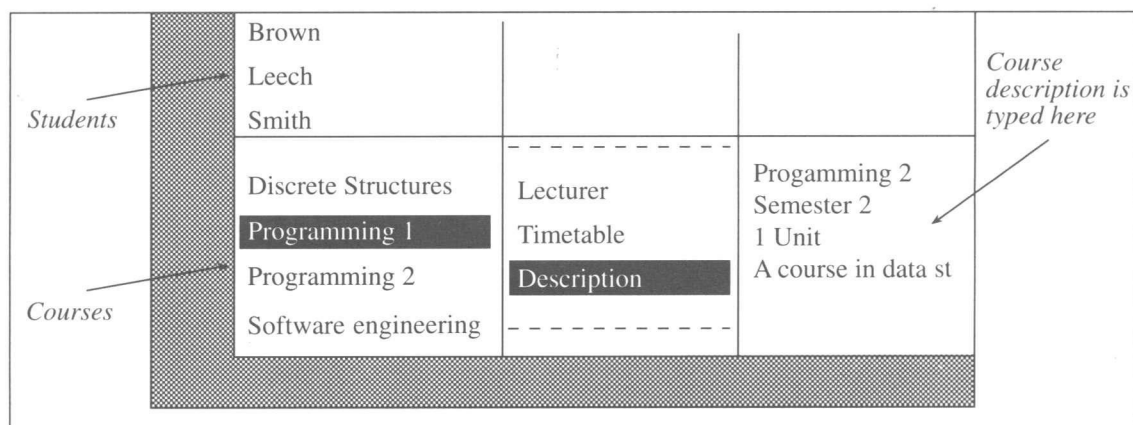 Brown
Leech
Smith
Students
Course
description is
typed here
Discrete Structures
Programming 1
Programming 2
Software engineering
Courses
Lecturer
Timetable
Description
Progamming 2
Semester 2
1 Unit
A course in data st